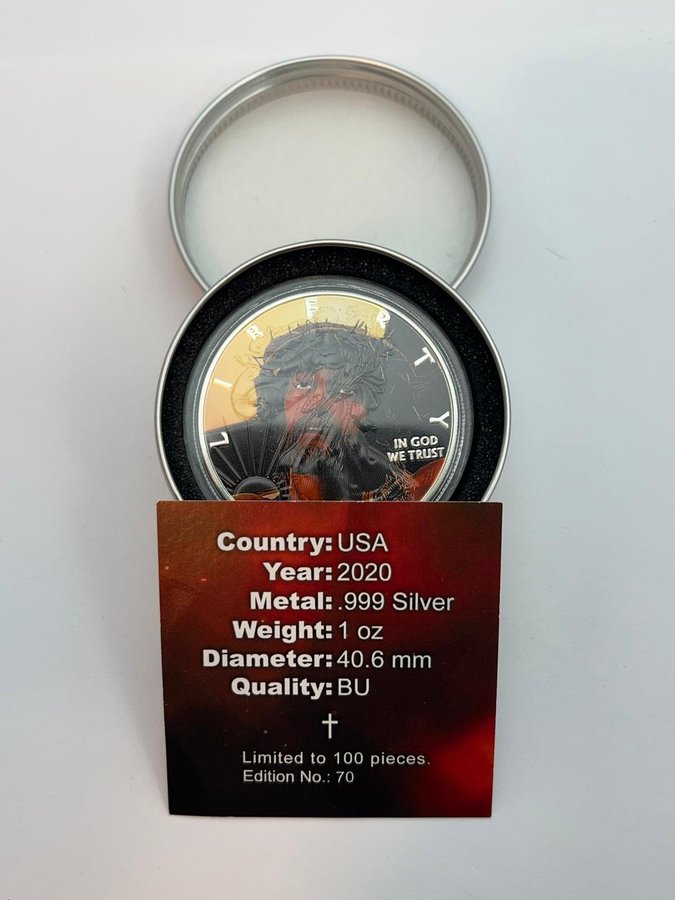 LIBERTY
IN GOD
WE TRUST
Country: USA
Year: 2020
Metal: .999 Silver
Weight: 1 oz
Diameter: 40.6 mm
Quality: BU
Limited to 100 pieces.
Edition No.: 70